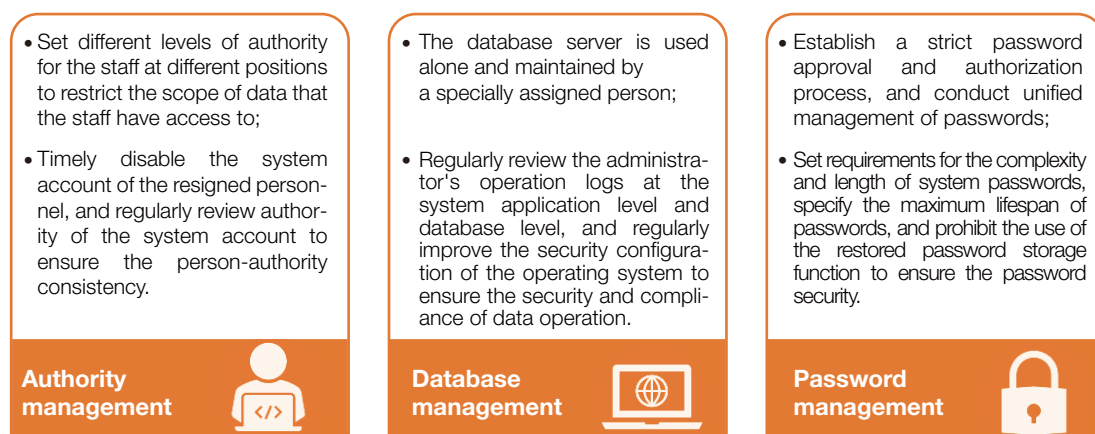 • Set different levels of authority
for the staff at different positions
to restrict the scope of data that
the staff have access to;
• Timely disable the system
account of the resigned person-
nel, and regularly review author-
ity of the system account to
ensure the person-authority
consistency.
Authority
management
</>
• The database server is used
alone and maintained by
a specially assigned person;
• Regularly review the administra-
tor's operation logs at the
system application level and
database level, and regularly
improve the security configura-
tion of the operating system to
ensure the security and compli-
ance of data operation.
Database
management
• Establish a strict password
approval and authorization
process, and conduct unified
management of passwords;
• Set requirements for the complexity
and length of system passwords,
specify the maximum lifespan of
passwords, and prohibit the use of
the restored password storage
function to ensure the password
security.
Password
management